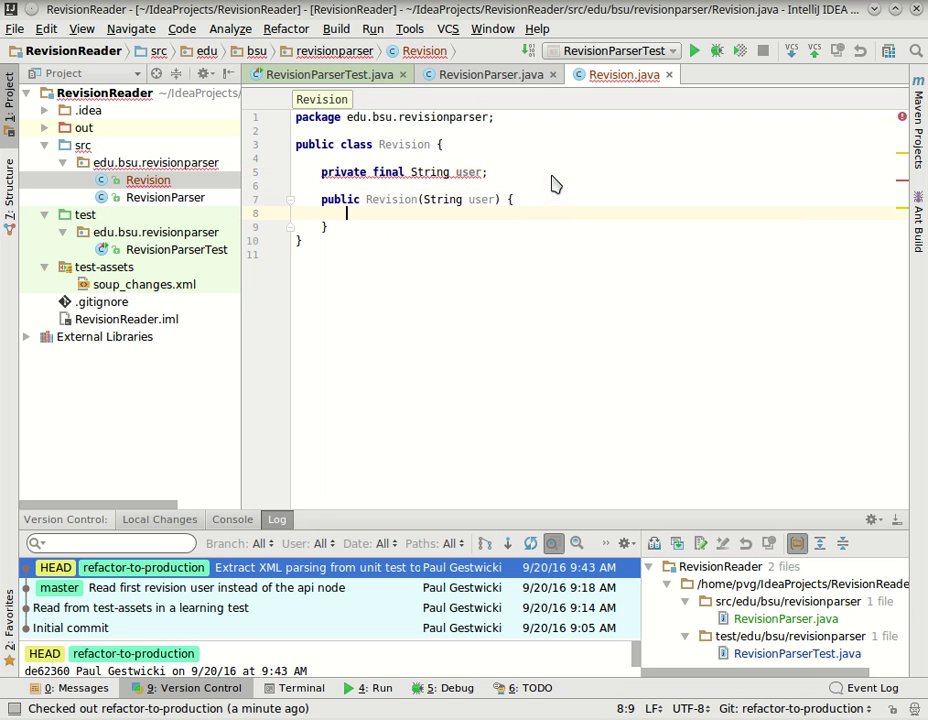 RevisionReader - [~/IdeaProjects/RevisionReader] - [RevisionReader] - ~/IdeaProjects/RevisionReader/src/edu/bsu/revisionparser/Revision.java - IntelliJ IDEA ...
File Edit View Navigate Code Analyze Refactor Build Run Tools VCS Window Help
RevisionReader src edu bsu revisionparser Revision RevisionParserTest VCS VCS
Project RevisionParserTest.java RevisionParser.java Revision.java
1: Project
7: Structure
2: Favorites
RevisionReader ~/IdeaProjects/
.idea
out
src
edu.bsu.revisionparser
Revision
RevisionParser
test
edu.bsu.revisionparser
RevisionParserTest
test-assets
soup_changes.xml
.gitignore
RevisionReader.iml
External Libraries
Revision
1 package edu.bsu.revisionparser;
2
3 public class Revision {
4
5 private final String user;
6
7 public Revision(String user) {
8
9 }
10 }
11
Maven Projects
Ant Build
Version Control: Local Changes Console Log
Branch: All User: All Date: All Paths: All
HEAD refactor-to-production Extract XML parsing from unit test to Paul Gestwicki 9/20/16 9:43 AM
master Read first revision user instead of the api node Paul Gestwicki 9/20/16 9:18 AM
Read from test-assets in a learning test Paul Gestwicki 9/20/16 9:14 AM
Initial commit Paul Gestwicki 9/20/16 9:05 AM
HEAD refactor-to-production
de62360 Paul Gestwicki on 9/20/16 at 9:43 AM
RevisionReader 2 files
/home/pvg/IdeaProjects/RevisionReade
src/edu/bsu/revisionparser 1 file
RevisionParser.java
test/edu/bsu/revisionparser 1 file
RevisionParserTest.java
0: Messages 9: Version Control Terminal 4: Run 5: Debug 6: TODO Event Log
Checked out refactor-to-production (a minute ago) 8:9 LF UTF-8 Git: refactor-to-production